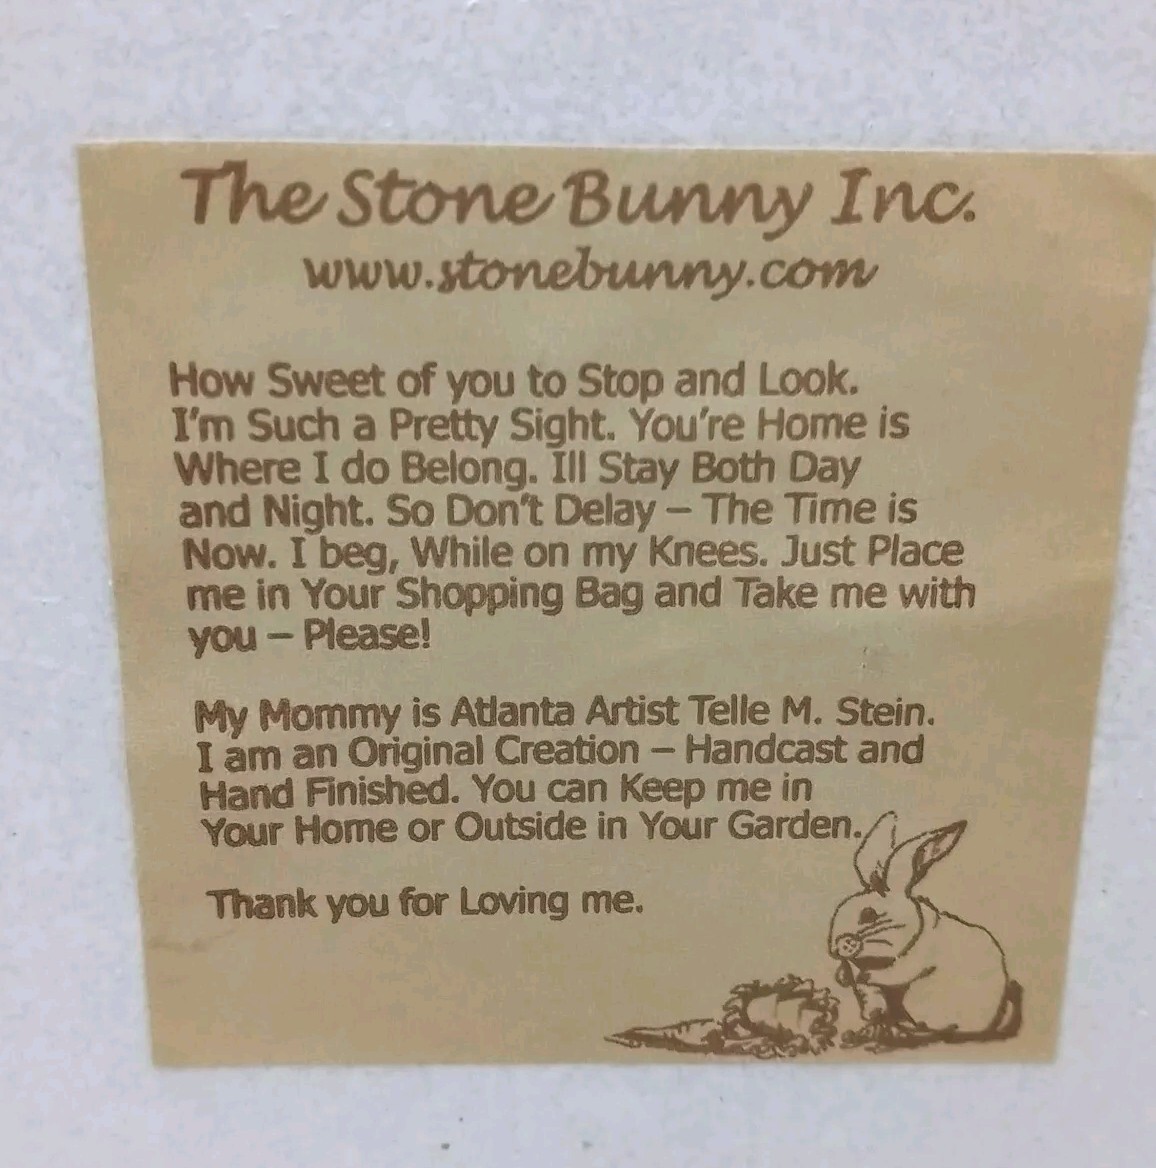 The Stone Bunny Inc.
www.stonebunny.com
How Sweet of you to Stop and Look.
I'm Such a Pretty Sight. You're Home is
Where I do Belong. Ill Stay Both Day
and Night. So Don't Delay – The Time is
Now. I beg, While on my Knees. Just Place
me in Your Shopping Bag and Take me with
you – Please!
My Mommy is Atlanta Artist Telle M. Stein.
I am an Original Creation – Handcast and
Hand Finished. You can Keep me in
Your Home or Outside in Your Garden.
Thank you for Loving me.